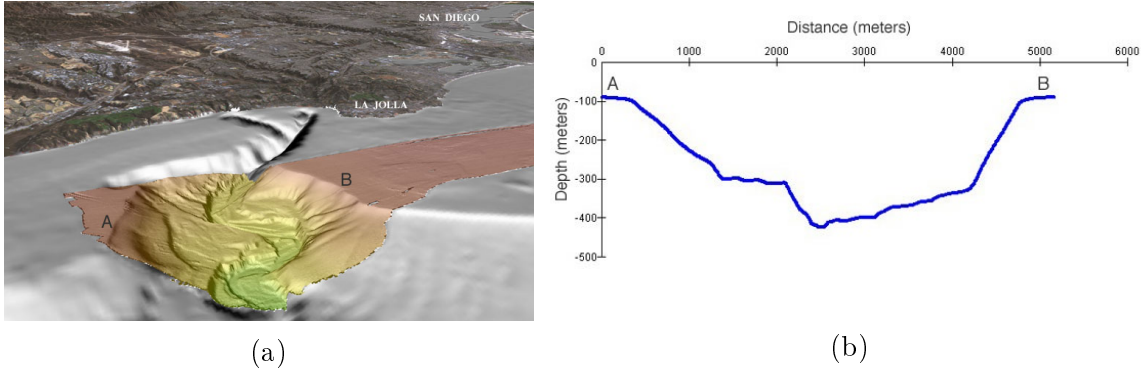 SAN DIEGO
LA JOLLA
A
B
(a)
Distance (meters)
0 1000 2000 3000 4000 5000 6000
0
A B
-100
-200
-300
-400
-500
Depth (meters)
(b)